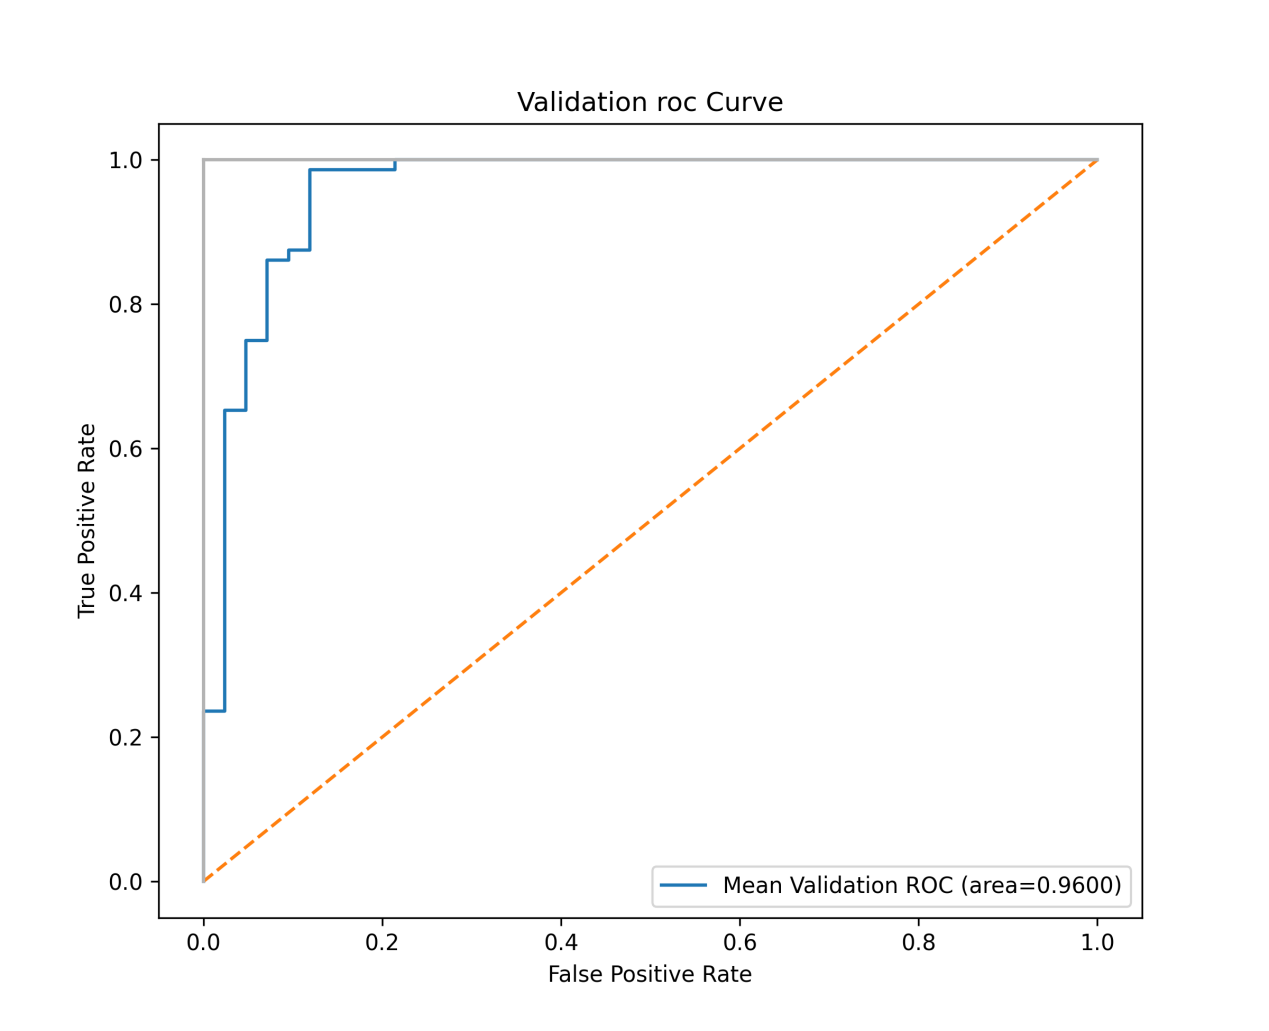 Validation roc Curve
1.0
0.8
0.6
0.4
0.2
0.0
True Positive Rate
Mean Validation ROC (area=0.9600)
0.0 0.2 0.4 0.6 0.8 1.0
False Positive Rate